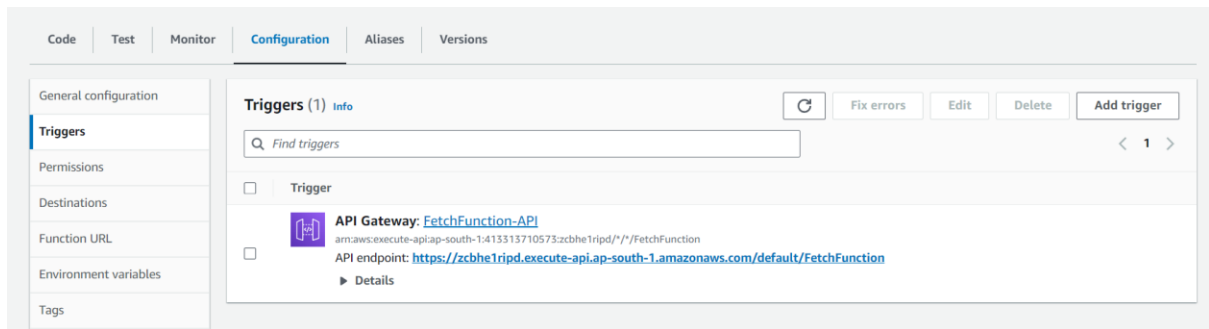 Code Test Monitor Configuration Aliases Versions
General configuration
Triggers
Permissions
Destinations
Function URL
Environment variables
Tags
Triggers (1) Info
Fix errors Edit Delete Add trigger
Find triggers
1
Trigger
API Gateway: FetchFunction-API
arn:aws:execute-api:ap-south-1:413313710573:zcbhe1ripd/*/*/FetchFunction
API endpoint: https://zcbhe1ripd.execute-api.ap-south-1.amazonaws.com/default/FetchFunction
Details